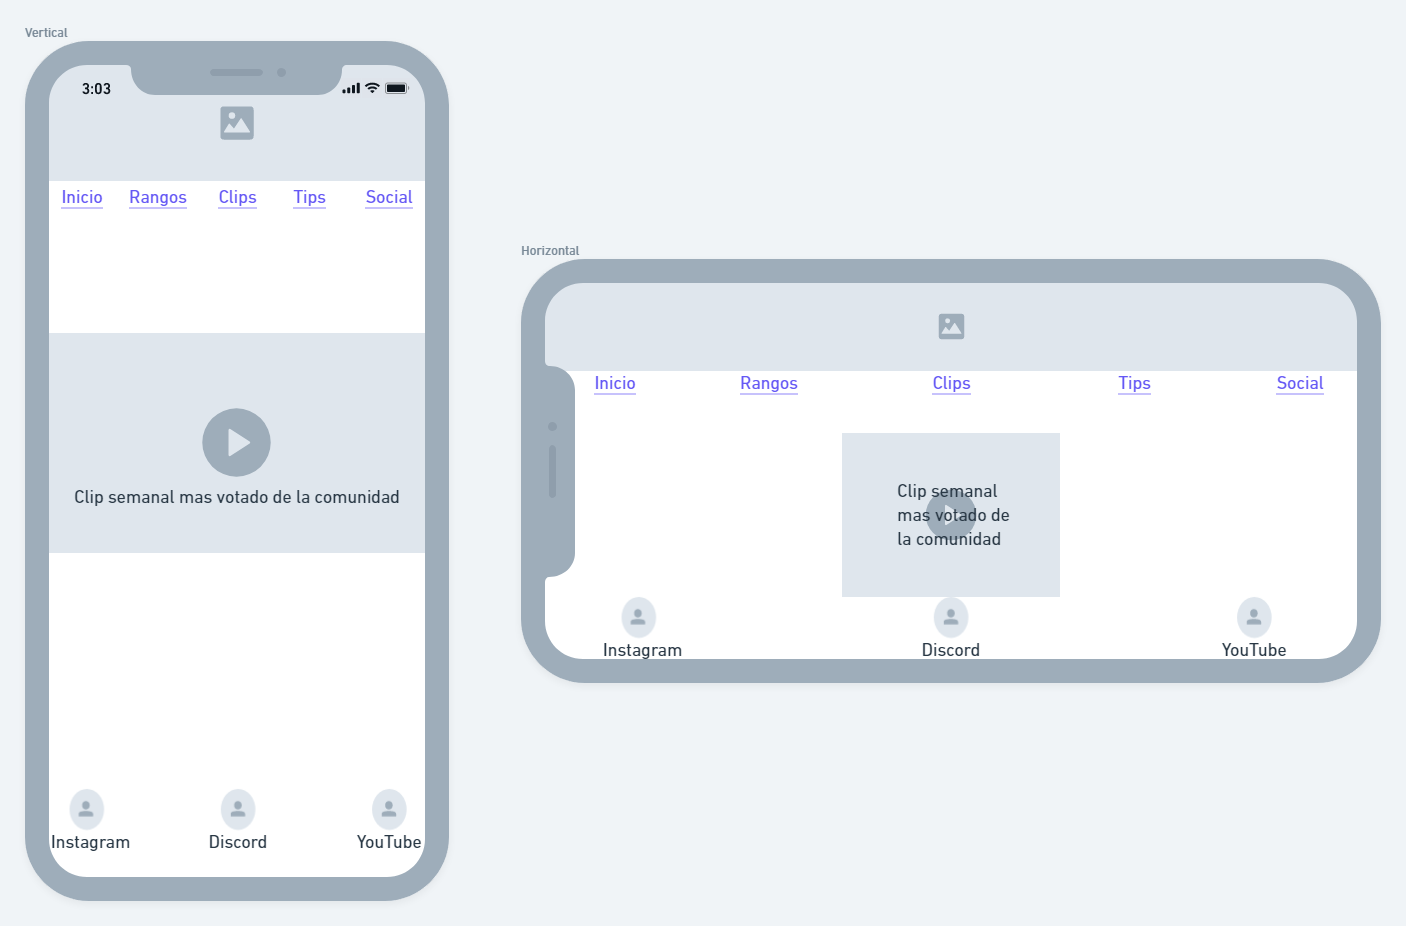 Vertical
3:03
Inicio Rangos Clips Tips Social
Clip semanal mas votado de la comunidad
Instagram Discord YouTube
Horizontal
Inicio Rangos Clips Tips Social
Clip semanal
mas votado de
la comunidad
Instagram Discord YouTube